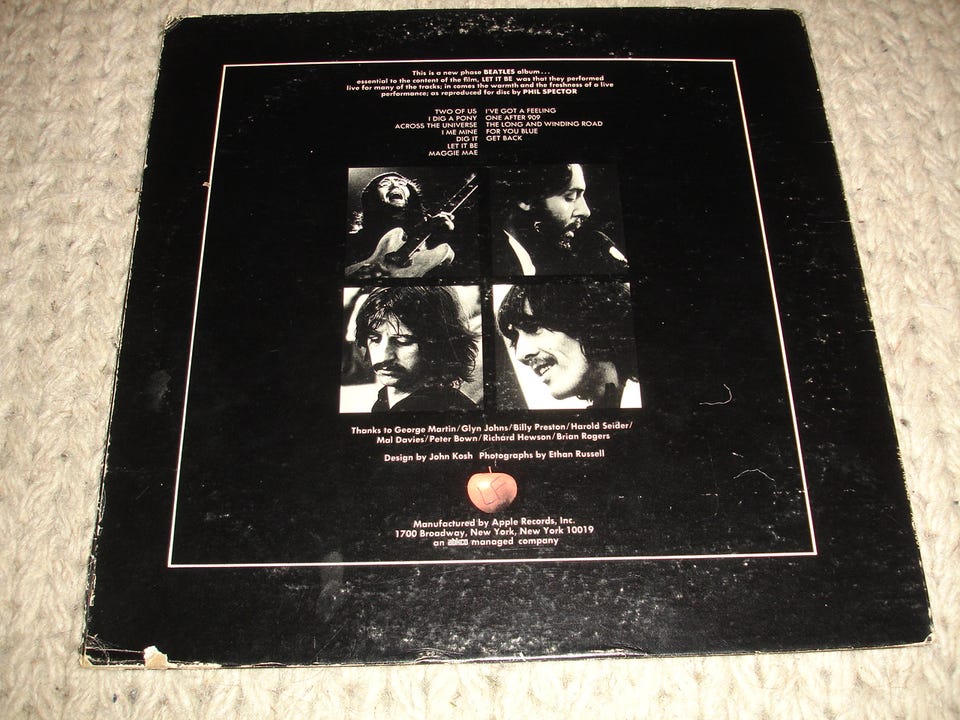 This is a new phase BEATLES album . . .
essential to the content of the film, LET IT BE was that they performed
live for many of the tracks; in comes the warmth and the freshness of a live
performance; as reproduced for disc by PHIL SPECTOR
TWO OF US
I DIG A PONY
ACROSS THE UNIVERSE
I ME MINE
DIG IT
LET IT BE
MAGGIE MAE
I'VE GOT A FEELING
ONE AFTER 909
THE LONG AND WINDING ROAD
FOR YOU BLUE
GET BACK
Thanks to George Martin/Glyn Johns/Billy Preston/Harold Seider/
Mal Davies/Peter Bown/Richard Hewson/Brian Rogers
Design by John Kosh Photographs by Ethan Russell
Manufactured by Apple Records, Inc.
1700 Broadway, New York, New York 10019
an abkco managed company